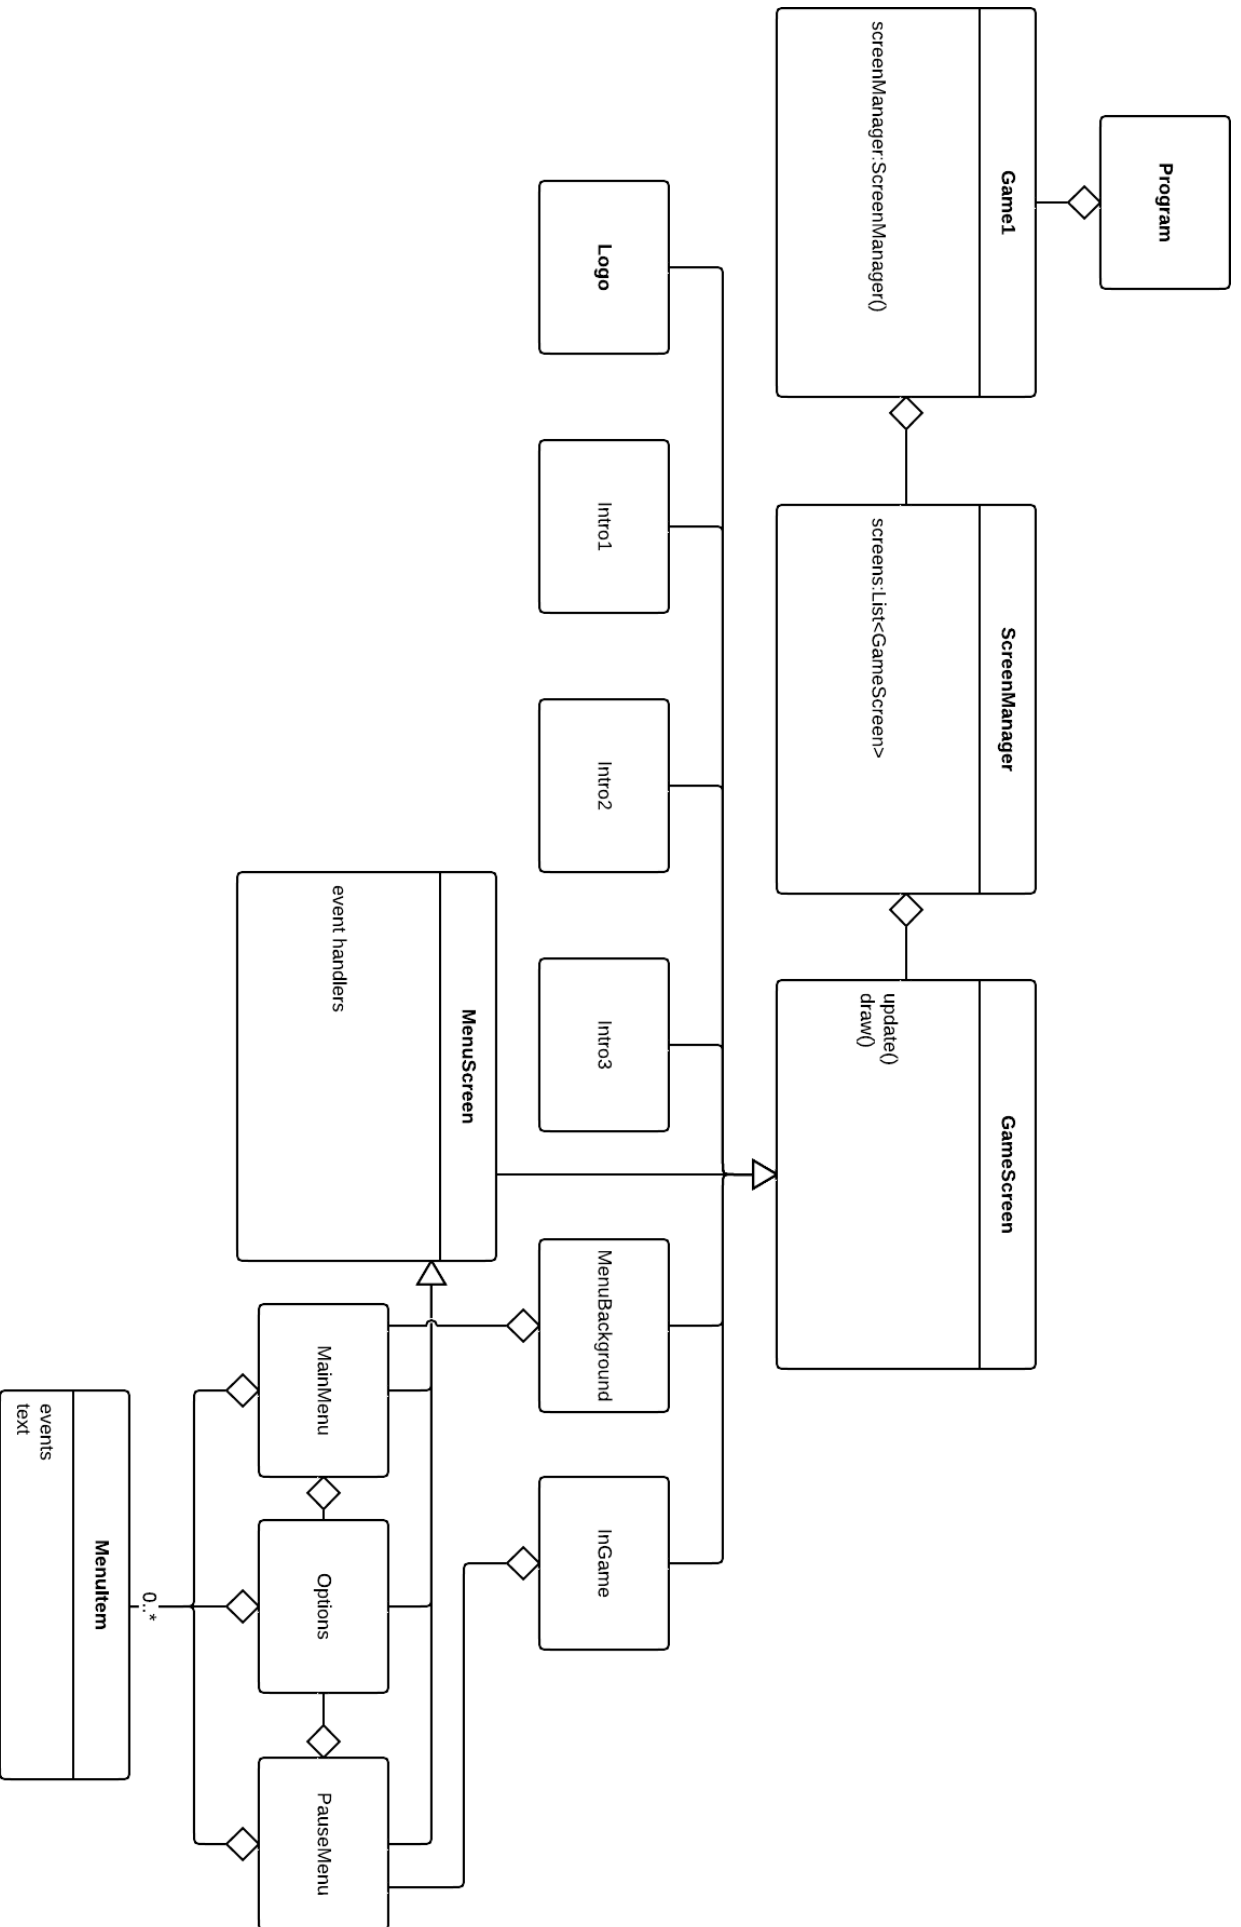 Program
Game1
screenManager:ScreenManager()
ScreenManager
screens:List<GameScreen>
GameScreen
update()
draw()
Logo
Intro1
Intro2
Intro3
MenuBackground
InGame
MenuScreen
event handlers
MainMenu
Options
PauseMenu
0..*
MenuItem
events
text